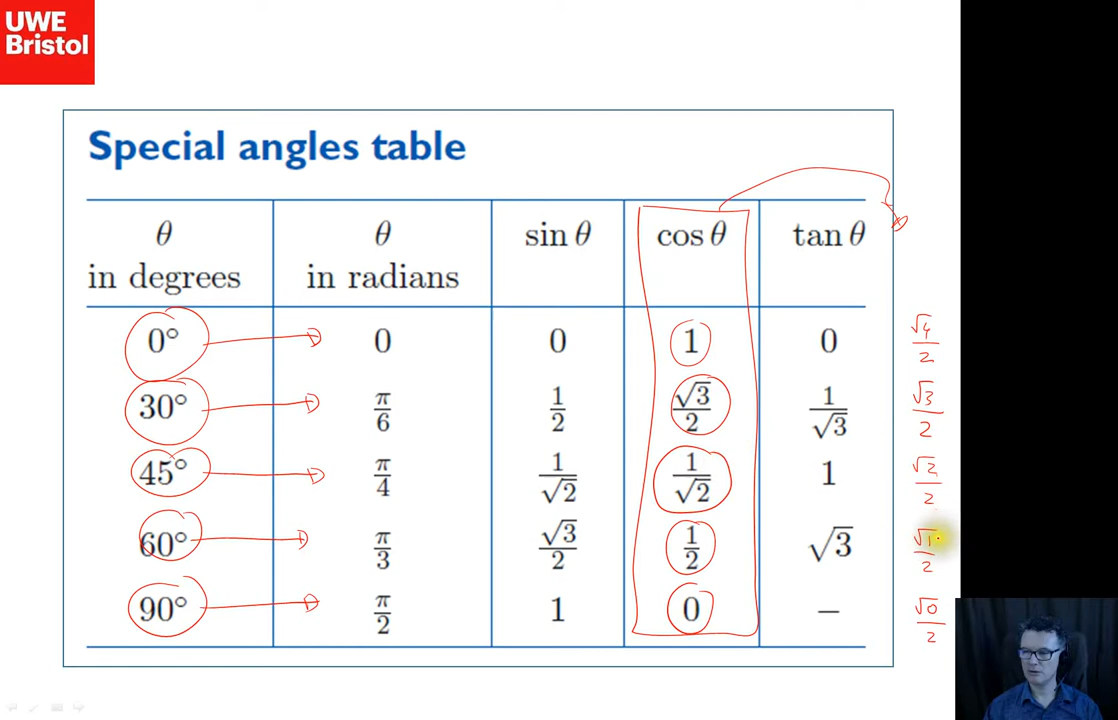 UWE
Bristol
Special angles table
θ θ sin θ cos θ tan θ
in degrees in radians
0° 0 0 1 0 √4/2
30° π/6 1/2 √3/2 1/√3 √3/2
45° π/4 1/√2 1/√2 1 √2/2
60° π/3 √3/2 1/2 √3 √1/2
90° π/2 1 0 – √0/2